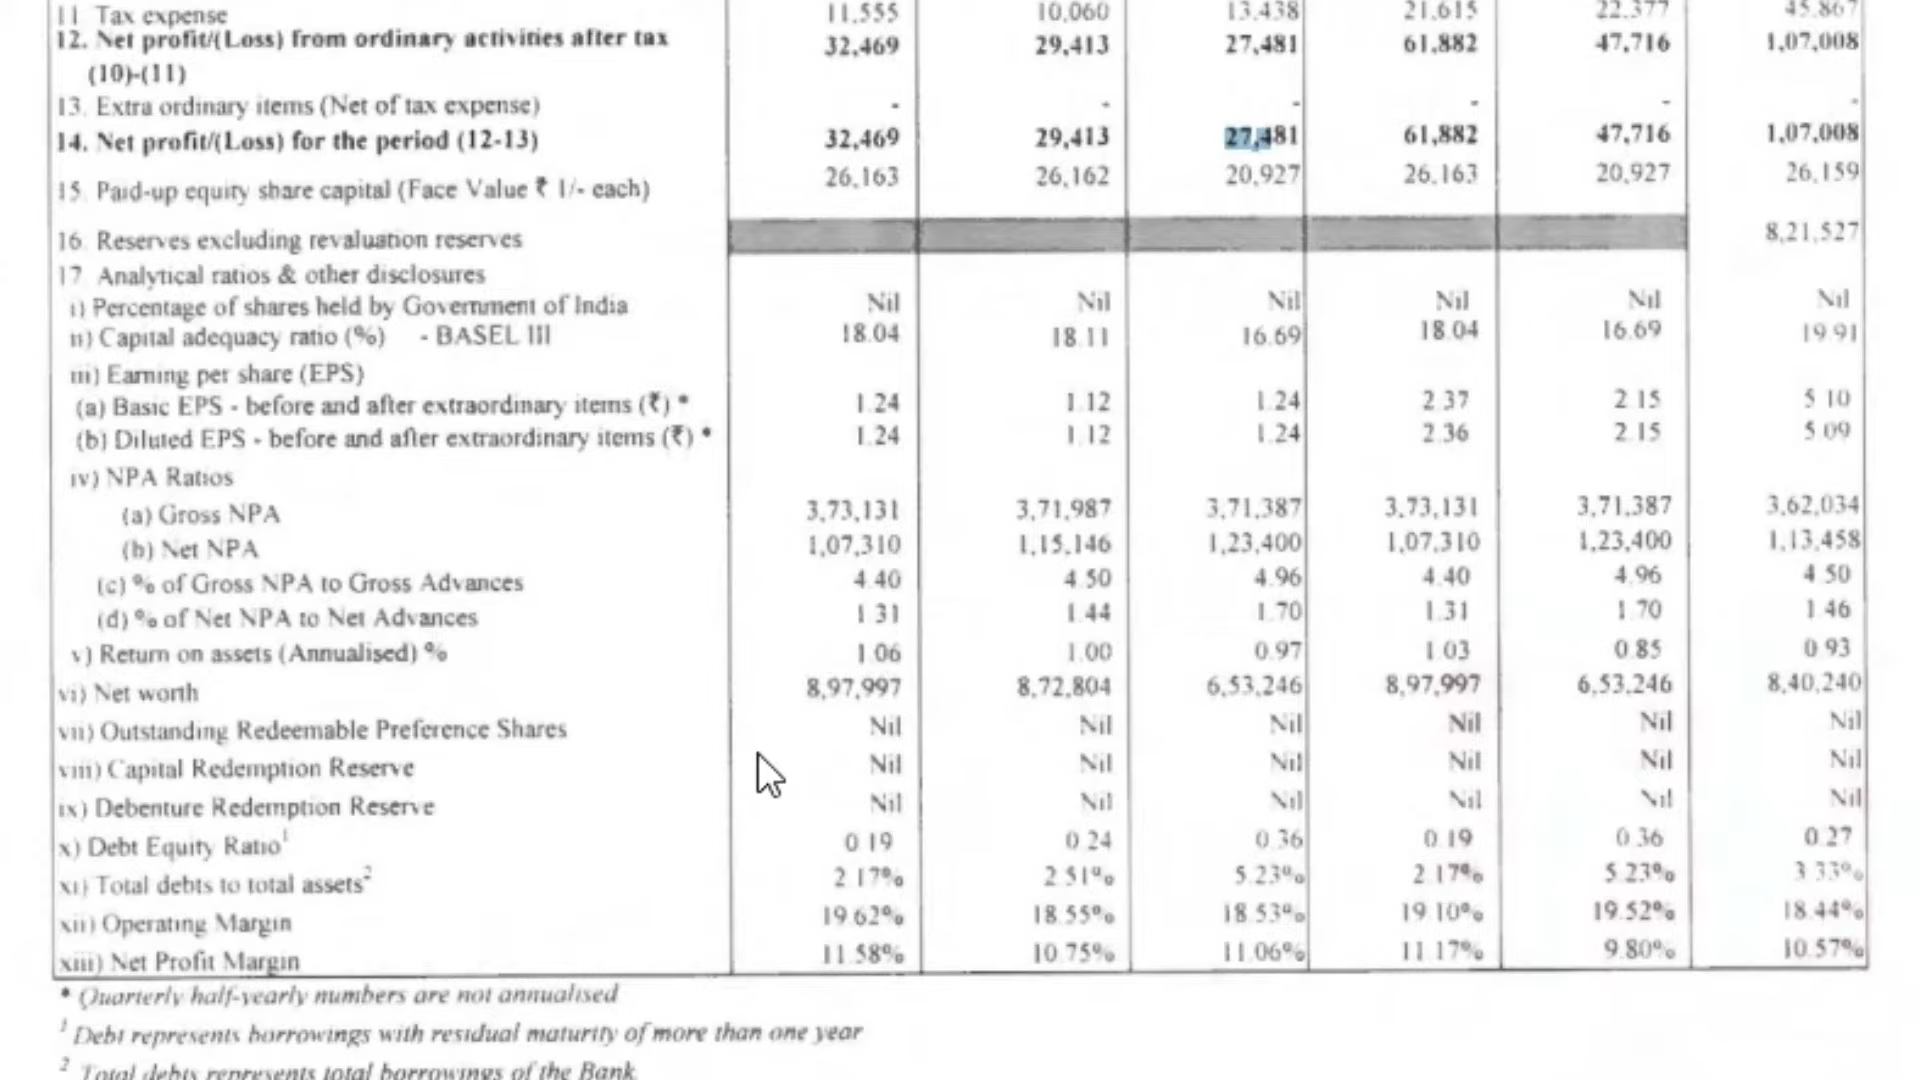 11. Tax expense 11,555 10,060 13,438 21,615 22,377 45,867
12. Net profit/(Loss) from ordinary activities after tax 32,469 29,413 27,481 61,882 47,716 1,07,008
(10)-(11)
13. Extra ordinary items (Net of tax expense) - - - - - -
14. Net profit/(Loss) for the period (12-13) 32,469 29,413 27,481 61,882 47,716 1,07,008
15. Paid-up equity share capital (Face Value ₹ 1/- each) 26,163 26,162 20,927 26,163 20,927 26,159
16. Reserves excluding revaluation reserves 8,21,527
17. Analytical ratios & other disclosures
i) Percentage of shares held by Government of India Nil Nil Nil Nil Nil Nil
ii) Capital adequacy ratio (%) - BASEL III 18.04 18.11 16.69 18.04 16.69 19.91
iii) Earning per share (EPS)
(a) Basic EPS - before and after extraordinary items (₹) * 1.24 1.12 1.24 2.37 2.15 5.10
(b) Diluted EPS - before and after extraordinary items (₹) * 1.24 1.12 1.24 2.36 2.15 5.09
iv) NPA Ratios
(a) Gross NPA 3,73,131 3,71,987 3,71,387 3,73,131 3,71,387 3,62,034
(b) Net NPA 1,07,310 1,15,146 1,23,400 1,07,310 1,23,400 1,13,458
(c) % of Gross NPA to Gross Advances 4.40 4.50 4.96 4.40 4.96 4.50
(d) % of Net NPA to Net Advances 1.31 1.44 1.70 1.31 1.70 1.46
v) Return on assets (Annualised) % 1.06 1.00 0.97 1.03 0.85 0.93
vi) Net worth 8,97,997 8,72,804 6,53,246 8,97,997 6,53,246 8,40,240
vii) Outstanding Redeemable Preference Shares Nil Nil Nil Nil Nil Nil
viii) Capital Redemption Reserve Nil Nil Nil Nil Nil Nil
ix) Debenture Redemption Reserve Nil Nil Nil Nil Nil Nil
x) Debt Equity Ratio1 0.19 0.24 0.36 0.19 0.36 0.27
xi) Total debts to total assets2 2.17% 2.51% 5.23% 2.17% 5.23% 3.33%
xii) Operating Margin 19.62% 18.55% 18.53% 19.10% 19.52% 18.44%
xiii) Net Profit Margin 11.58% 10.75% 11.06% 11.17% 9.80% 10.57%
* Quarterly/half-yearly numbers are not annualised
1 Debt represents borrowings with residual maturity of more than one year
2 Total debts represents total borrowings of the Bank